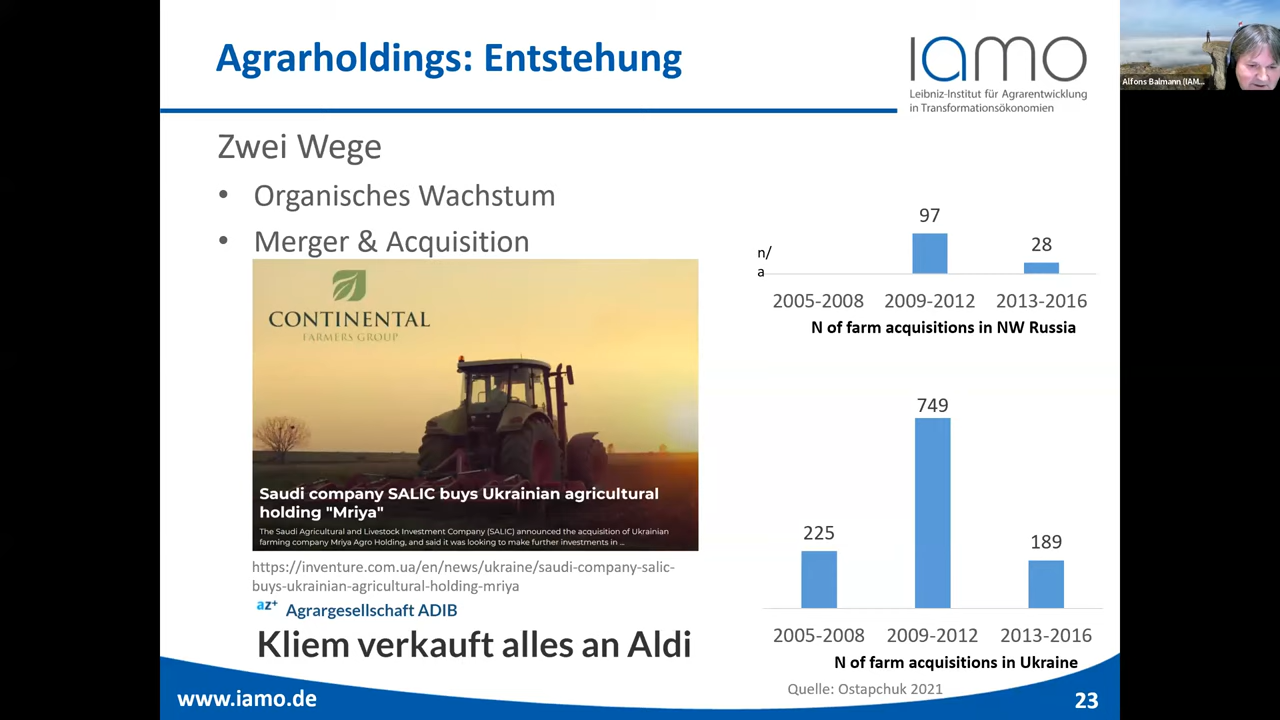 Agrarholdings: Entstehung
iamo
Leibniz-Institut für Agrarentwicklung
in Transformationsökonomien
Alfons Balmann (IAM...
Zwei Wege
• Organisches Wachstum
• Merger & Acquisition
CONTINENTAL
FARMERS GROUP
Saudi company SALIC buys Ukrainian agricultural
holding "Mriya"
The Saudi Agricultural and Livestock Investment Company (SALIC) announced the acquisition of Ukrainian
farming company Mriya Agro Holding, and said it was looking to make further investments in ...
https://inventure.com.ua/en/news/ukraine/saudi-company-salic-
buys-ukrainian-agricultural-holding-mriya
az+ Agrargesellschaft ADIB
Kliem verkauft alles an Aldi
97
28
n/
a
2005-2008 2009-2012 2013-2016
N of farm acquisitions in NW Russia
749
225
189
2005-2008 2009-2012 2013-2016
N of farm acquisitions in Ukraine
Quelle: Ostapchuk 2021
www.iamo.de
23